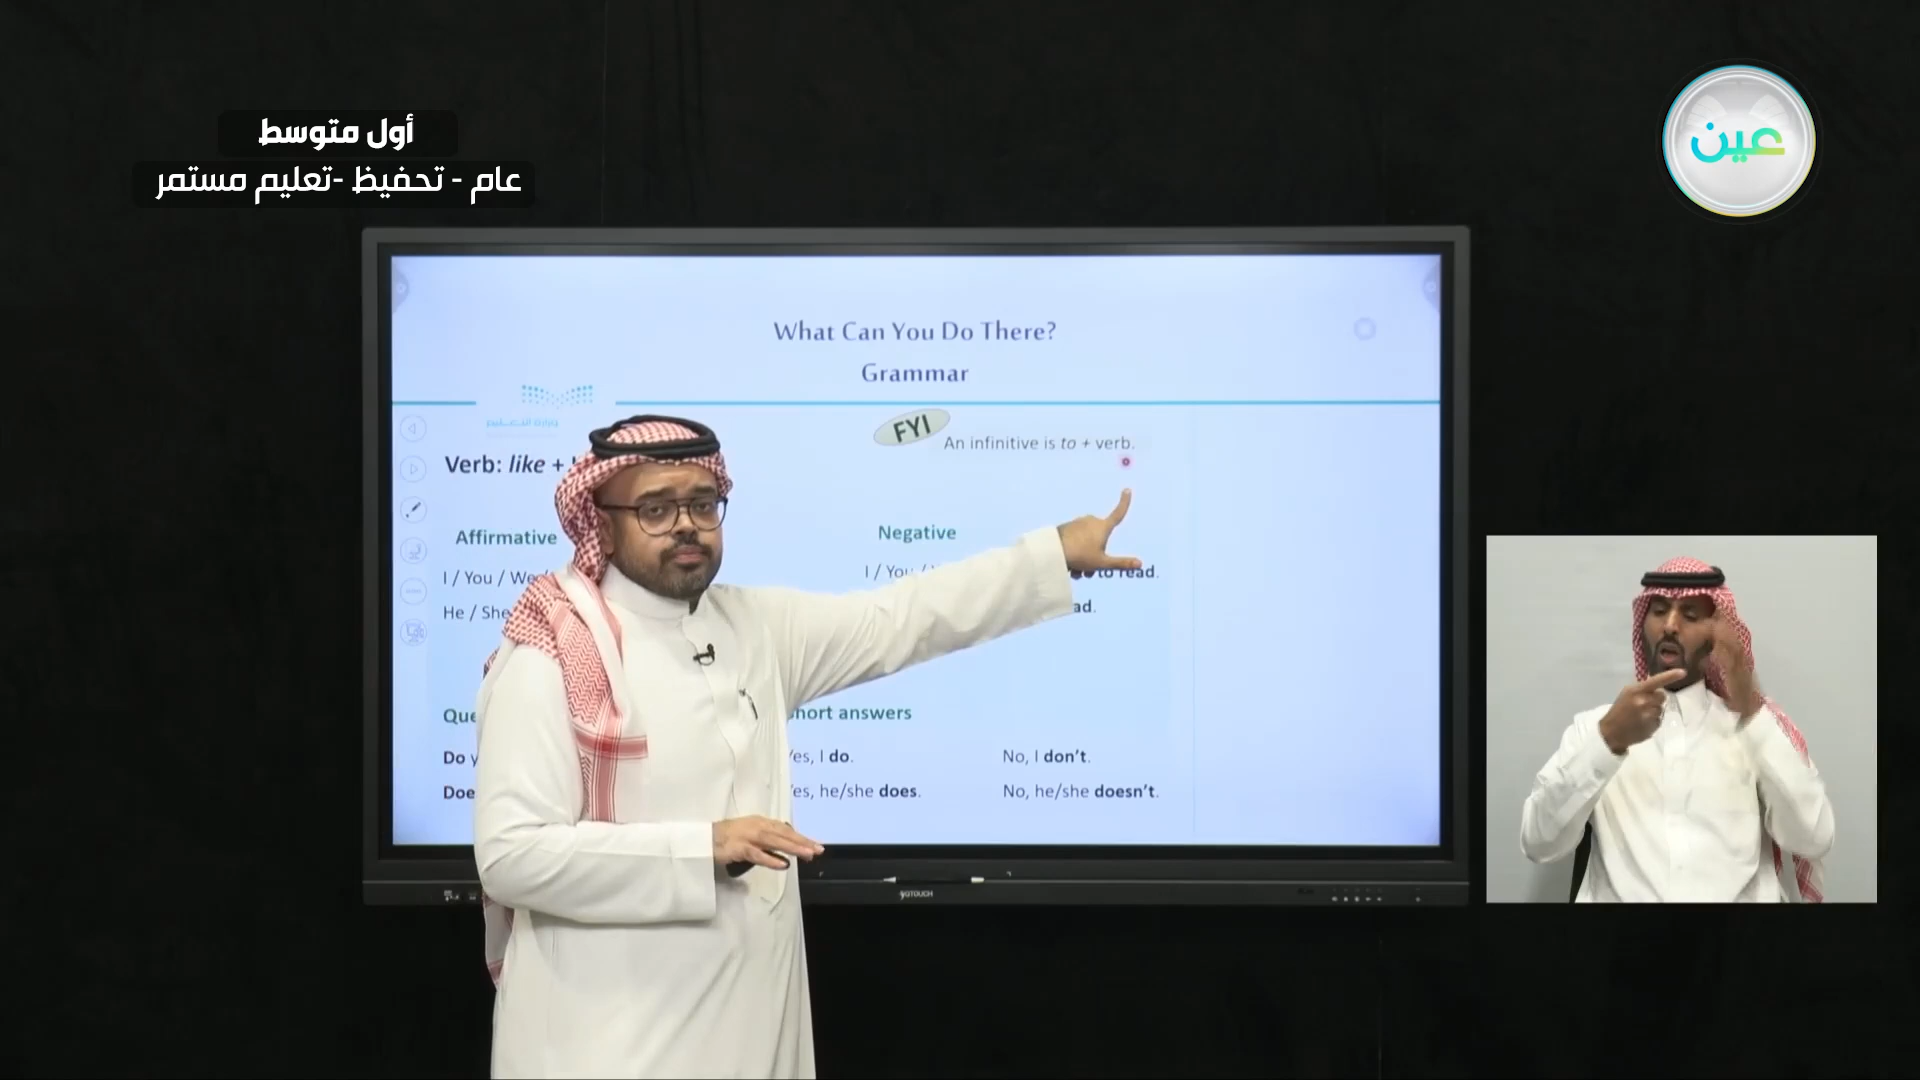 أول متوسط
عام - تحفيظ -تعليم مستمر
عين
What Can You Do There?
Grammar
وزارة التعليم
FYI
An infinitive is to + verb.
Verb: like +
Affirmative
Negative
I / You / We
I / You /
to read.
He / She
ad.
Que
hort answers
Do y
es, I do.
No, I don't.
Doe
es, he/she does.
No, he/she doesn't.